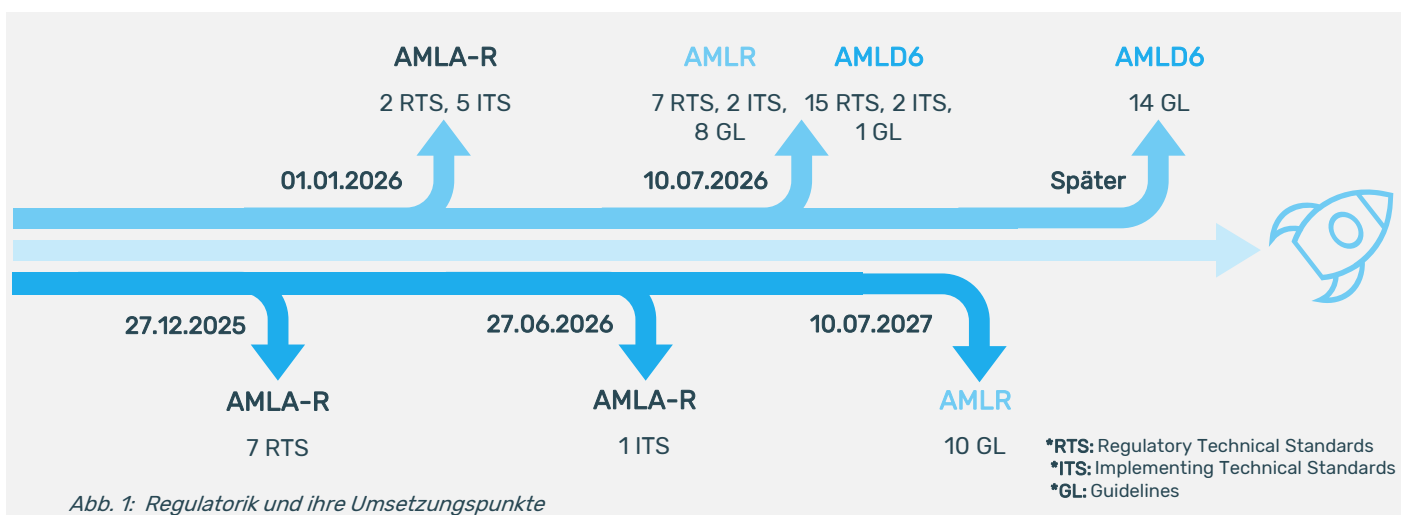 AMLA-R
AMLR
AMLD6
AMLD6
2 RTS, 5 ITS
7 RTS, 2 ITS,
8 GL
15 RTS, 2 ITS,
1 GL
14 GL
01.01.2026
10.07.2026
Später
27.12.2025
27.06.2026
10.07.2027
AMLA-R
AMLA-R
AMLR
7 RTS
1 ITS
10 GL
*RTS: Regulatory Technical Standards
*ITS: Implementing Technical Standards
*GL: Guidelines
Abb. 1: Regulatorik und ihre Umsetzungspunkte